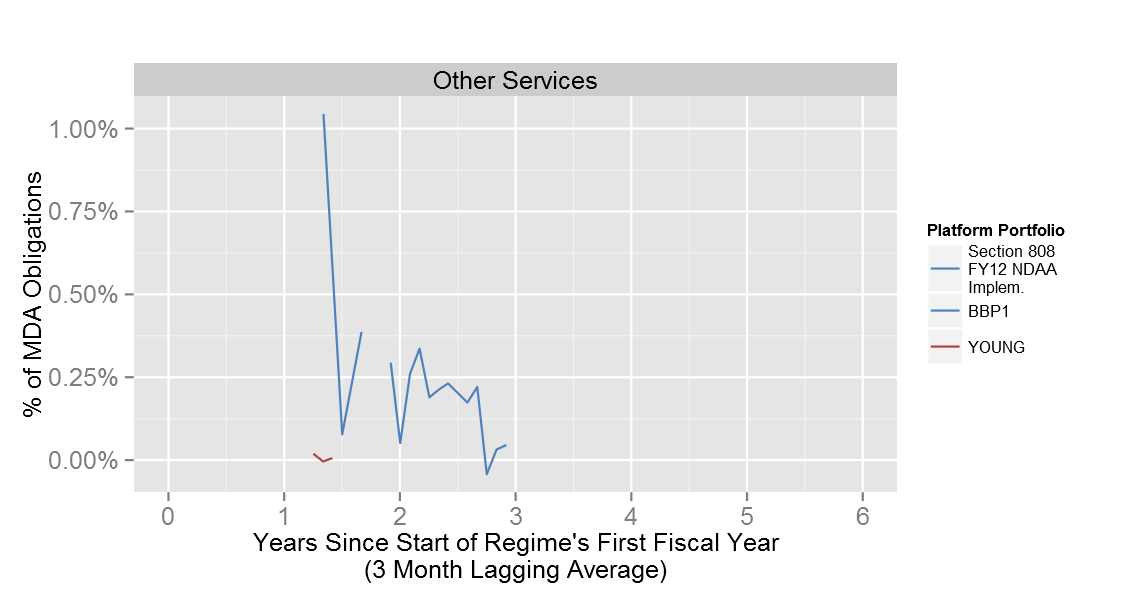 Other Services
% of MDA Obligations
1.00%
0.75%
0.50%
0.25%
0.00%
0 1 2 3 4 5 6
Years Since Start of Regime's First Fiscal Year
(3 Month Lagging Average)
Platform Portfolio
Section 808
FY12 NDAA
Implem.
BBP1
YOUNG